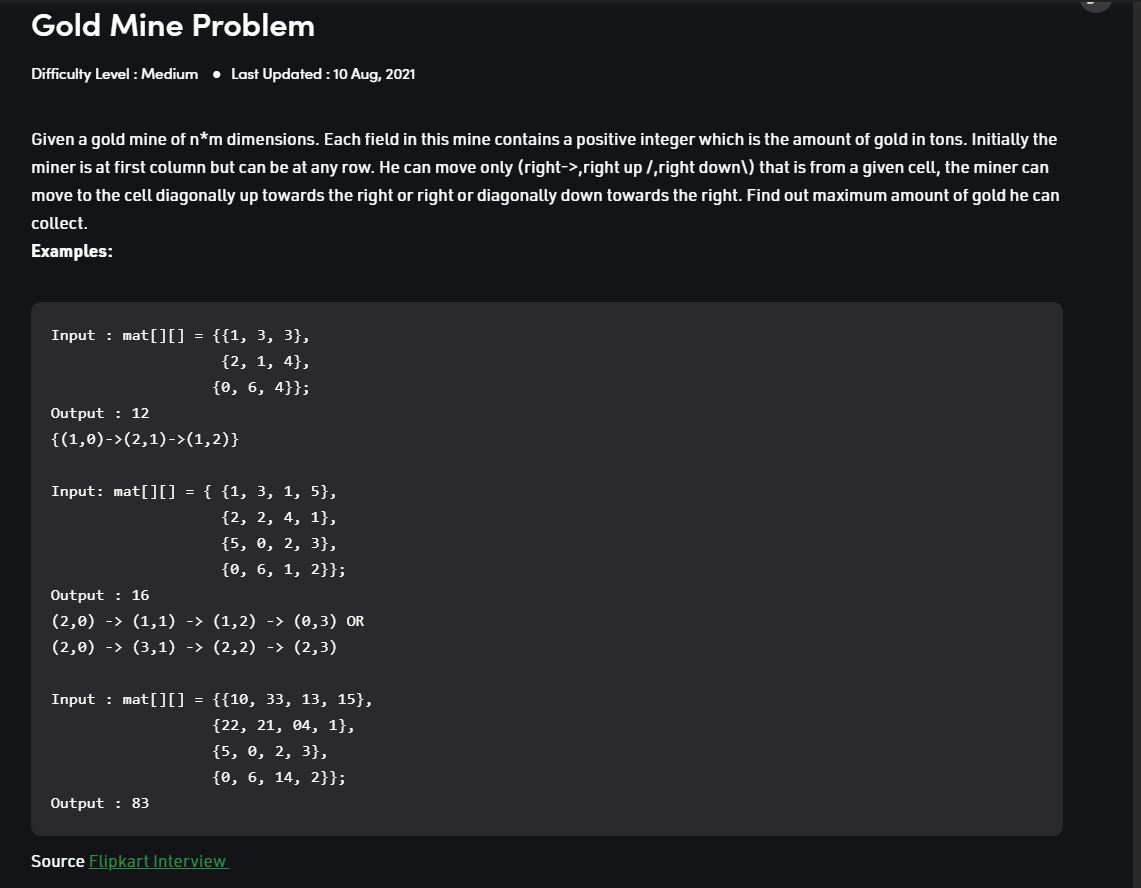 Gold Mine Problem
Difficulty Level : Medium ● Last Updated : 10 Aug, 2021
Given a gold mine of n*m dimensions. Each field in this mine contains a positive integer which is the amount of gold in tons. Initially the
miner is at first column but can be at any row. He can move only (right->,right up /,right down\) that is from a given cell, the miner can
move to the cell diagonally up towards the right or right or diagonally down towards the right. Find out maximum amount of gold he can
collect.
Examples:
Input : mat[][] = {{1, 3, 3},
{2, 1, 4},
{0, 6, 4}};
Output : 12
{(1,0)->(2,1)->(1,2)}
Input: mat[][] = { {1, 3, 1, 5},
{2, 2, 4, 1},
{5, 0, 2, 3},
{0, 6, 1, 2}};
Output : 16
(2,0) -> (1,1) -> (1,2) -> (0,3) OR
(2,0) -> (3,1) -> (2,2) -> (2,3)
Input : mat[][] = {{10, 33, 13, 15},
{22, 21, 04, 1},
{5, 0, 2, 3},
{0, 6, 14, 2}};
Output : 83
Source Flipkart Interview